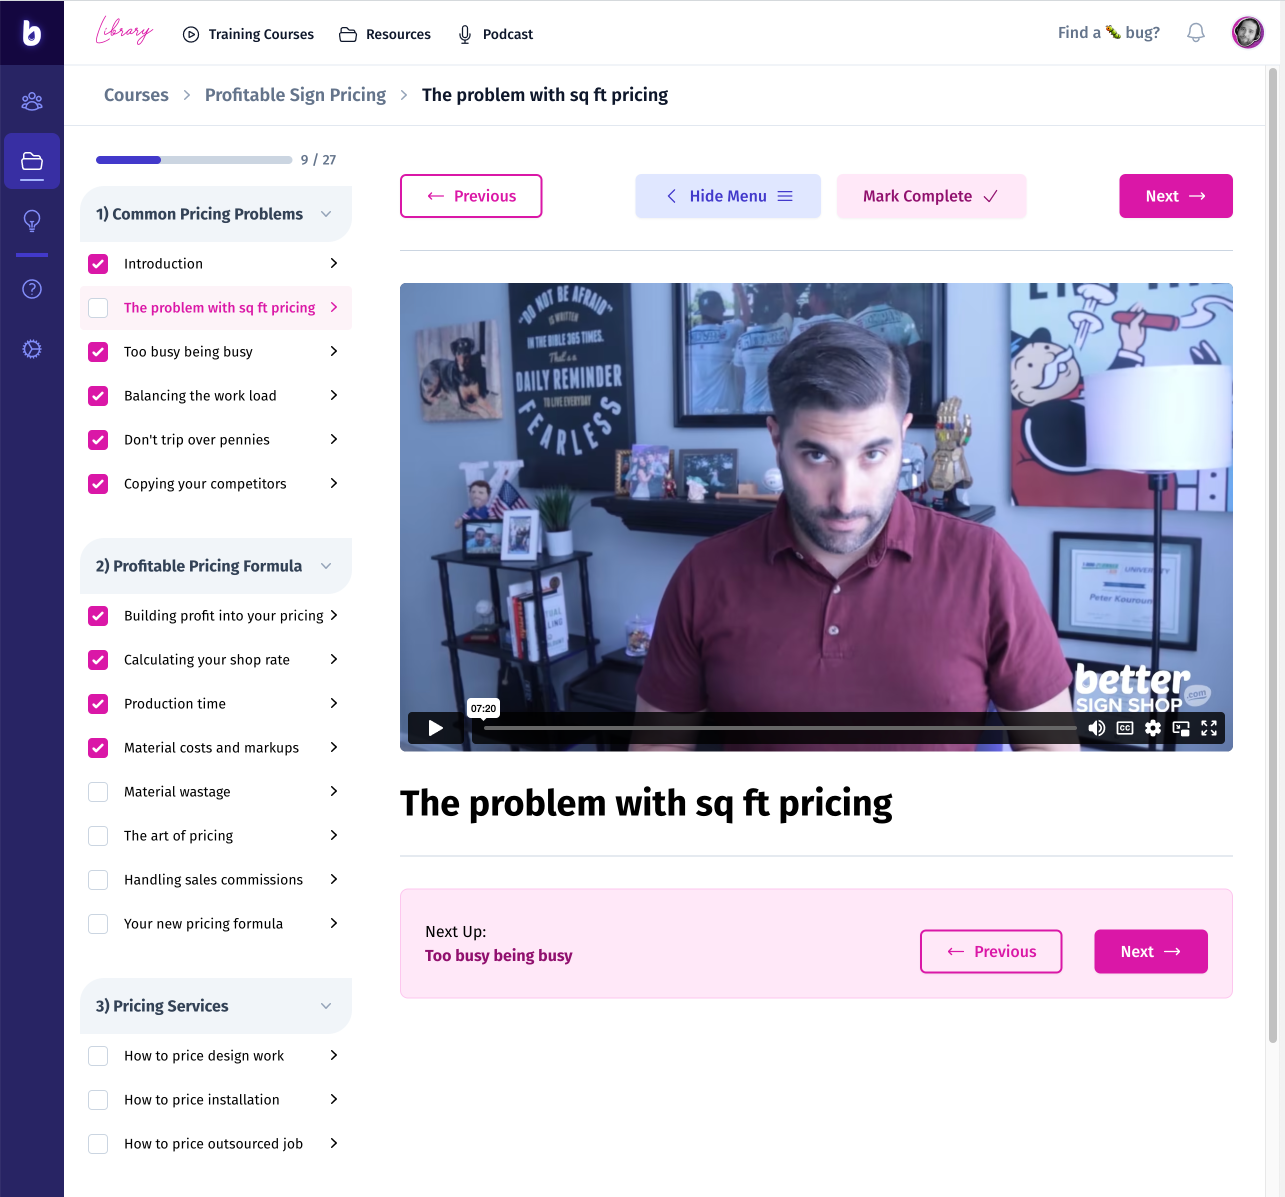 b
Library
Training Courses
Resources
Podcast
Find a 🐛 bug?
Courses > Profitable Sign Pricing > The problem with sq ft pricing
9 / 27
← Previous
Hide Menu
Mark Complete
Next →
1) Common Pricing Problems
Introduction
The problem with sq ft pricing
Too busy being busy
Balancing the work load
Don't trip over pennies
Copying your competitors
2) Profitable Pricing Formula
Building profit into your pricing
Calculating your shop rate
Production time
Material costs and markups
Material wastage
The art of pricing
Handling sales commissions
Your new pricing formula
3) Pricing Services
How to price design work
How to price installation
How to price outsourced job
"DO NOT BE AFRAID"
IS WRITTEN
IN THE BIBLE 365 TIMES.
That is a
DAILY REMINDER
TO LIVE EVERYDAY
FEARLESS
UNIVERSITY
Peter Kourounis
better
.com
SIGN SHOP
07:20
CC
The problem with sq ft pricing
Next Up:
Too busy being busy
← Previous
Next →